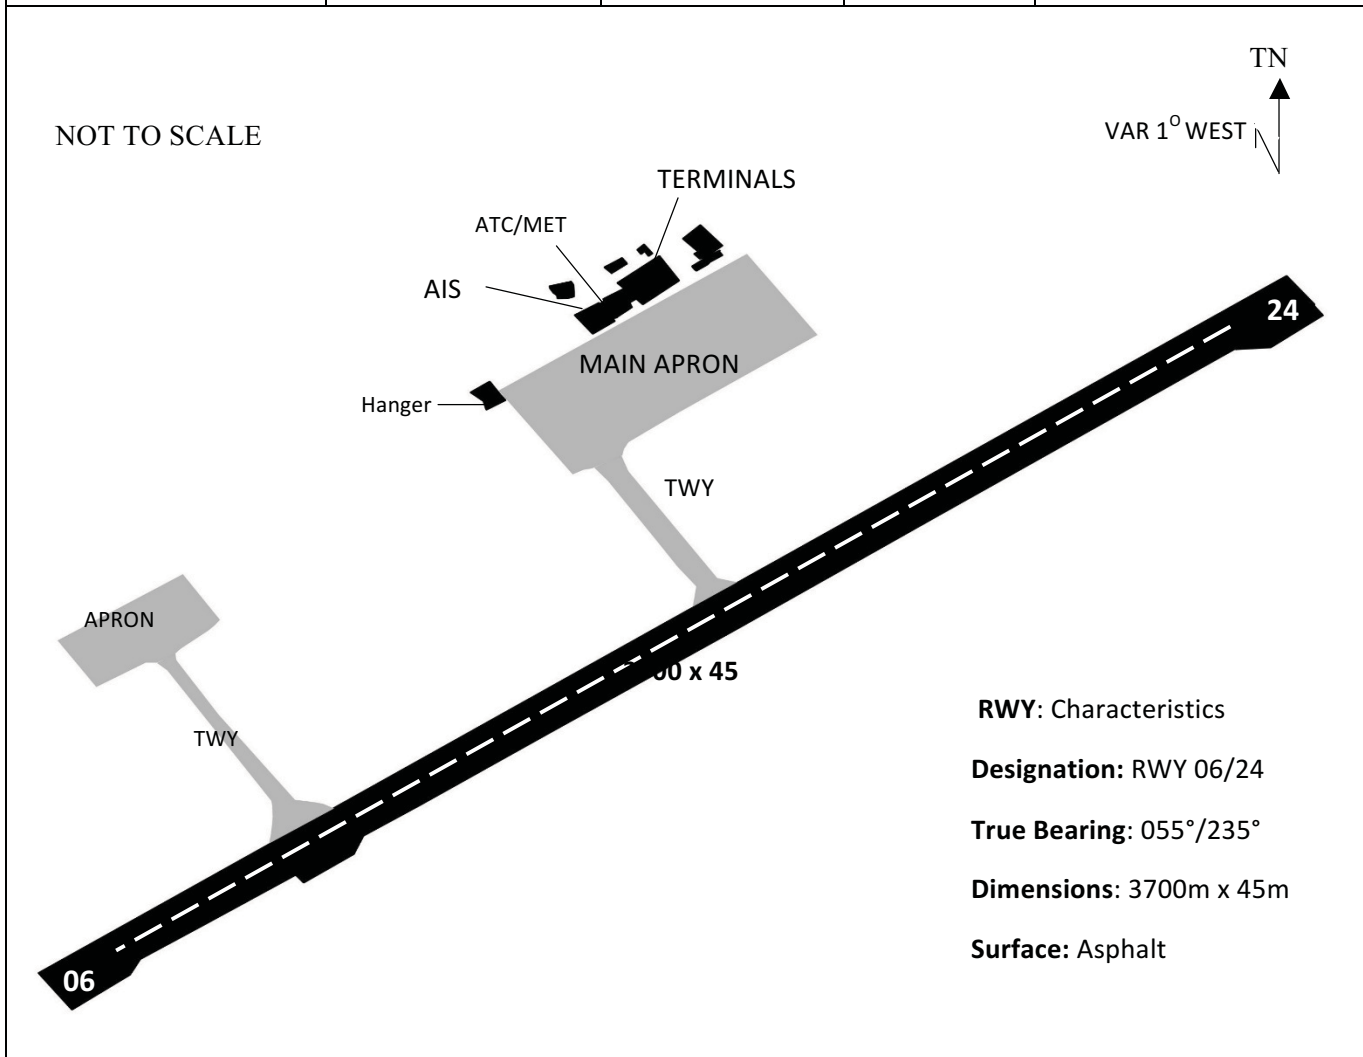 TN
NOT TO SCALE
VAR 1° WEST
TERMINALS
ATC/MET
AIS
24
MAIN APRON
Hanger
TWY
APRON
00 x 45
TWY
RWY: Characteristics
Designation: RWY 06/24
True Bearing: 055°/235°
Dimensions: 3700m x 45m
Surface: Asphalt
06